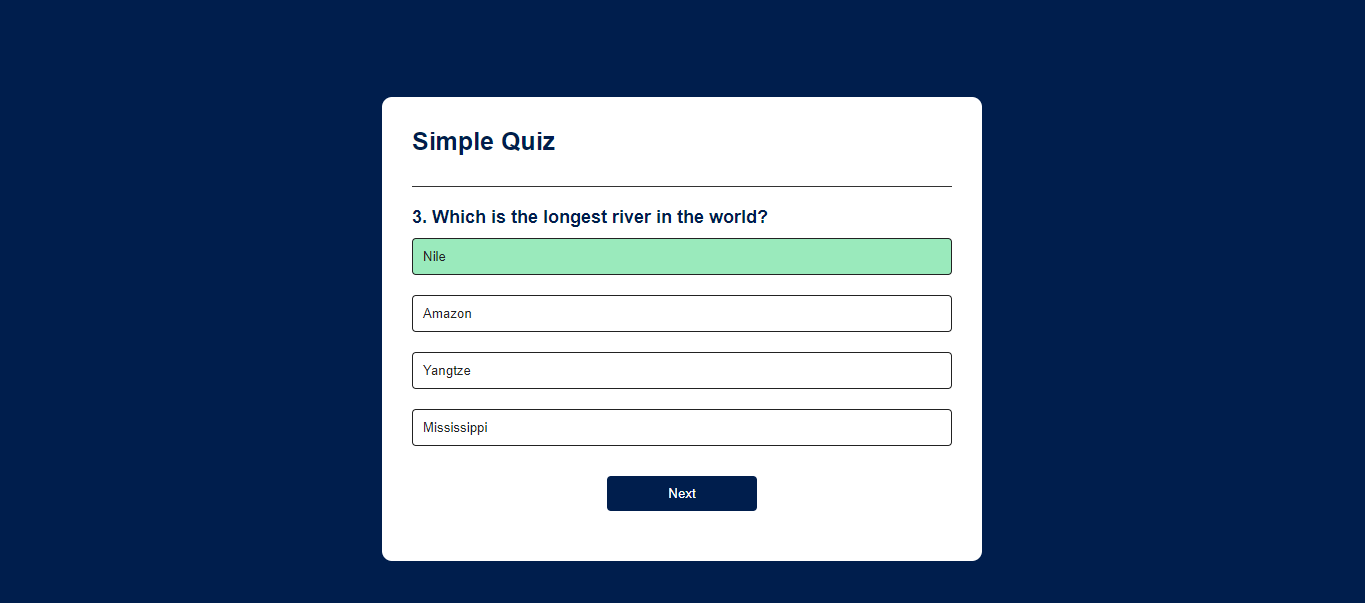 Simple Quiz
3. Which is the longest river in the world?
Nile
Amazon
Yangtze
Mississippi
Next